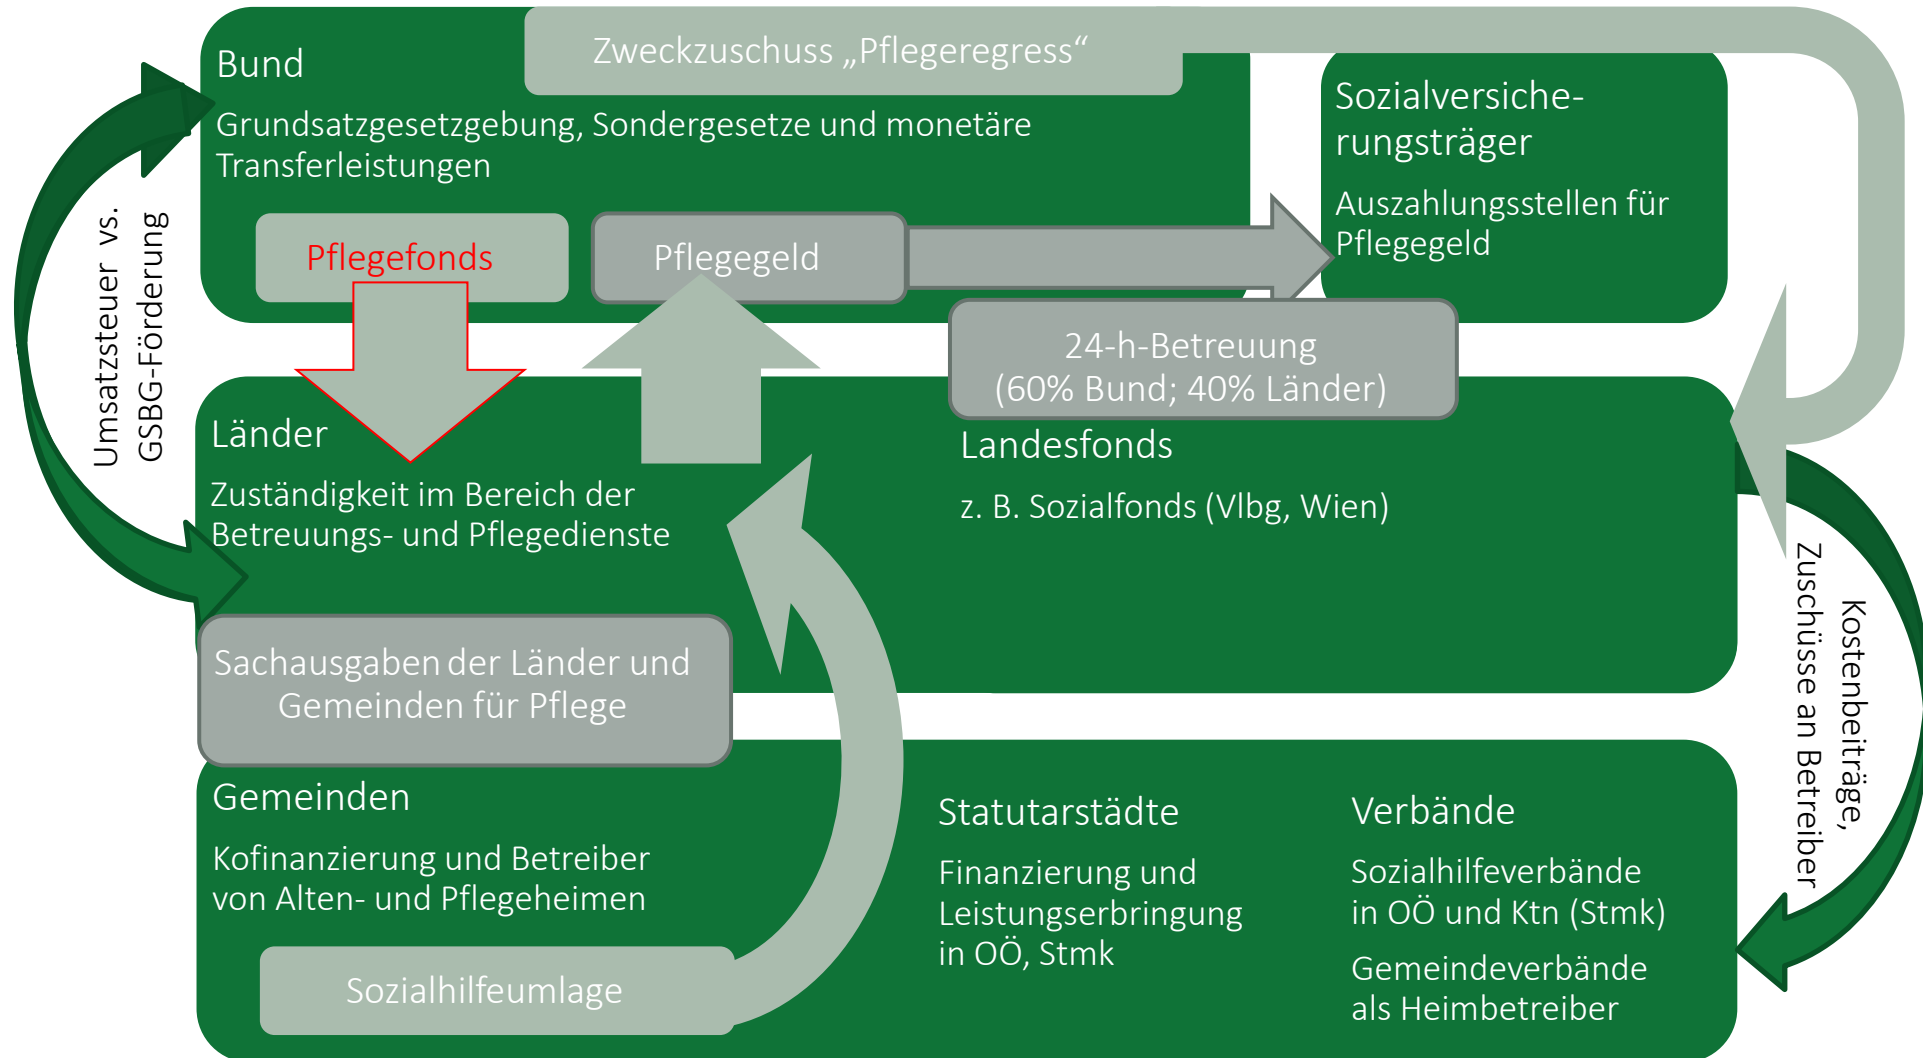 Zweckzuschuss „Pflegeregress“
Bund
Grundsatzgesetzgebung, Sondergesetze und monetäre
Transferleistungen
Pflegefonds
Pflegegeld
Sozialversiche-
rungsträger
Auszahlungsstellen für
Pflegegeld
24-h-Betreuung
(60% Bund; 40% Länder)
Umsatzsteuer vs.
GSBG-Förderung
Länder
Zuständigkeit im Bereich der
Betreuungs- und Pflegedienste
Landesfonds
z. B. Sozialfonds (Vlbg, Wien)
Sachausgaben der Länder und
Gemeinden für Pflege
Kostenbeiträge,
Zuschüsse an Betreiber
Gemeinden
Kofinanzierung und Betreiber
von Alten- und Pflegeheimen
Sozialhilfeumlage
Statutarstädte
Finanzierung und
Leistungserbringung
in OÖ, Stmk
Verbände
Sozialhilfeverbände
in OÖ und Ktn (Stmk)
Gemeindeverbände
als Heimbetreiber